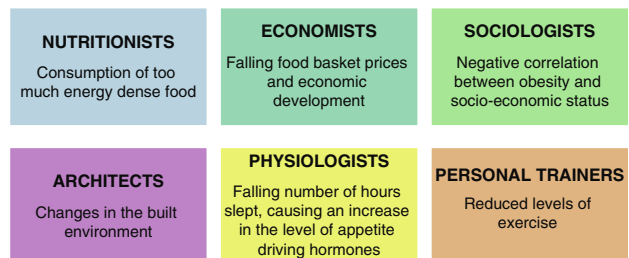 NUTRITIONISTS
Consumption of too
much energy dense food
ECONOMISTS
Falling food basket prices
and economic
development
SOCIOLOGISTS
Negative correlation
between obesity and
socio-economic status
ARCHITECTS
Changes in the built
environment
PHYSIOLOGISTS
Falling number of hours
slept, causing an increase
in the level of appetite
driving hormones
PERSONAL TRAINERS
Reduced levels of
exercise